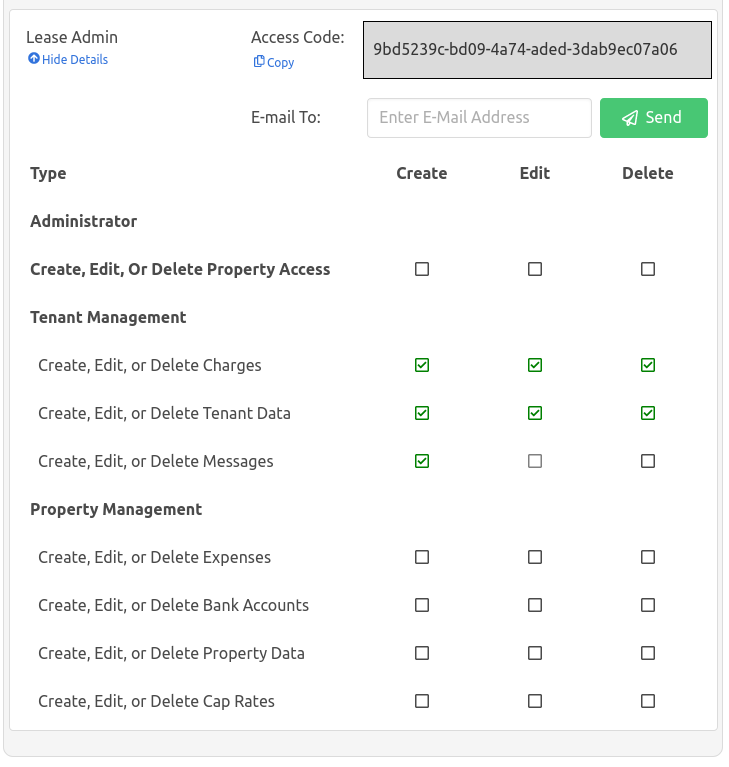 Lease Admin
Hide Details
Access Code:
Copy
9bd5239c-bd09-4a74-aded-3dab9ec07a06
E-mail To:
Enter E-Mail Address
Send
Type Create Edit Delete
Administrator
Create, Edit, Or Delete Property Access
Tenant Management
Create, Edit, or Delete Charges
Create, Edit, or Delete Tenant Data
Create, Edit, or Delete Messages
Property Management
Create, Edit, or Delete Expenses
Create, Edit, or Delete Bank Accounts
Create, Edit, or Delete Property Data
Create, Edit, or Delete Cap Rates